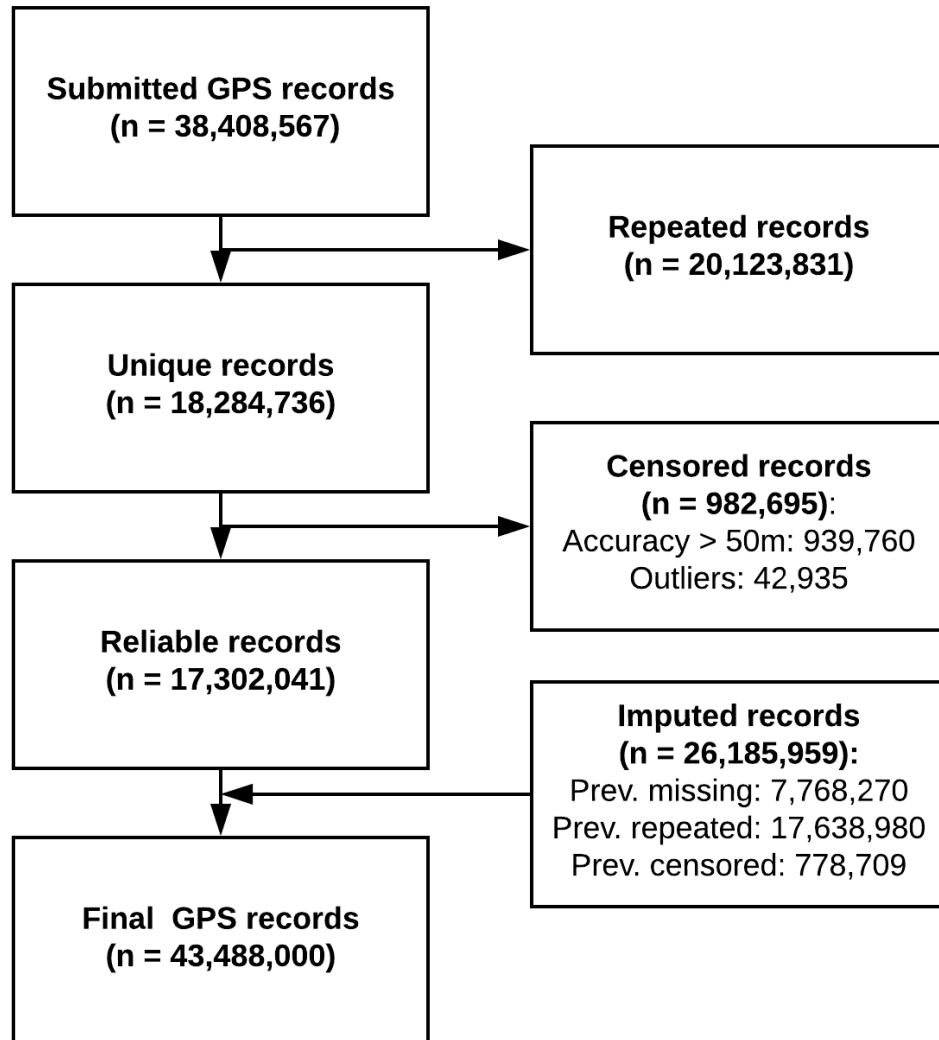 Submitted GPS records
(n = 38,408,567)
Repeated records
(n = 20,123,831)
Unique records
(n = 18,284,736)
Censored records
(n = 982,695):
Accuracy > 50m: 939,760
Outliers: 42,935
Reliable records
(n = 17,302,041)
Imputed records
(n = 26,185,959):
Prev. missing: 7,768,270
Prev. repeated: 17,638,980
Prev. censored: 778,709
Final GPS records
(n = 43,488,000)